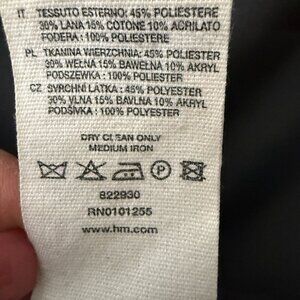 IT TESSUTO ESTERNO: 45% POLIESTERE
30% LANA 15% COTONE 10% ACRILATO
FODERA : 100% POLIESTERE
PL TKANINA WIERZCHNIA: 45% POLIESTER
30% WEŁNA 15% BAWEŁNA 10% AKRYL
PODSZEWKA : 100% POLIESTER
CZ SVRCHNÍ LÁTKA : 45% POLYESTER
30% VLNA 15% BAVLNA 10% AKRYL
PODŠÍVKA : 100% POLYESTER
DRY CLEAN ONLY
MEDIUM IRON
P
822930
RN0101255
www.hm.com